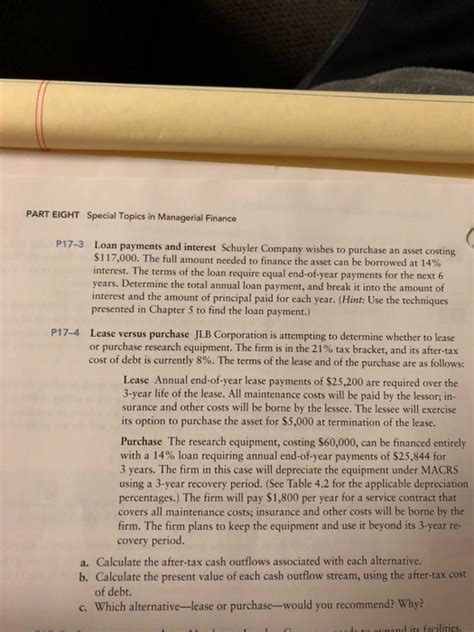 PART EIGHT Special Topics in Managerial Finance
P17–3 Loan payments and interest Schuyler Company wishes to purchase an asset costing
$117,000. The full amount needed to finance the asset can be borrowed at 14%
interest. The terms of the loan require equal end-of-year payments for the next 6
years. Determine the total annual loan payment, and break it into the amount of
interest and the amount of principal paid for each year. (Hint: Use the techniques
presented in Chapter 5 to find the loan payment.)
P17–4 Lease versus purchase JLB Corporation is attempting to determine whether to lease
or purchase research equipment. The firm is in the 21% tax bracket, and its after-tax
cost of debt is currently 8%. The terms of the lease and of the purchase are as follows:
Lease Annual end-of-year lease payments of $25,200 are required over the
3-year life of the lease. All maintenance costs will be paid by the lessor; in-
surance and other costs will be borne by the lessee. The lessee will exercise
its option to purchase the asset for $5,000 at termination of the lease.
Purchase The research equipment, costing $60,000, can be financed entirely
with a 14% loan requiring annual end-of-year payments of $25,844 for
3 years. The firm in this case will depreciate the equipment under MACRS
using a 3-year recovery period. (See Table 4.2 for the applicable depreciation
percentages.) The firm will pay $1,800 per year for a service contract that
covers all maintenance costs; insurance and other costs will be borne by the
firm. The firm plans to keep the equipment and use it beyond its 3-year re-
covery period.
a. Calculate the after-tax cash outflows associated with each alternative.
b. Calculate the present value of each cash outflow stream, using the after-tax cost
of debt.
c. Which alternative—lease or purchase—would you recommend? Why?
expand its facilities.